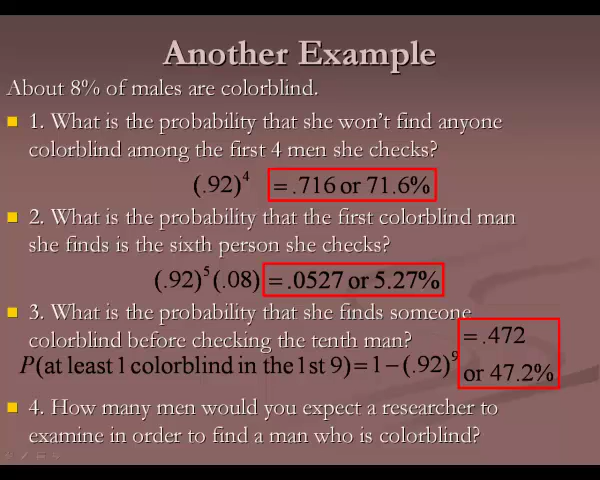 Another Example
About 8% of males are colorblind.
1. What is the probability that she won't find anyone
colorblind among the first 4 men she checks?
(.92)^4 = .716 or 71.6%
2. What is the probability that the first colorblind man
she finds is the sixth person she checks?
(.92)^5 (.08) = .0527 or 5.27%
3. What is the probability that she finds someone
colorblind before checking the tenth man?
P(at least 1 colorblind in the 1st 9) = 1 − (.92)^9
= .472
or 47.2%
4. How many men would you expect a researcher to
examine in order to find a man who is colorblind?